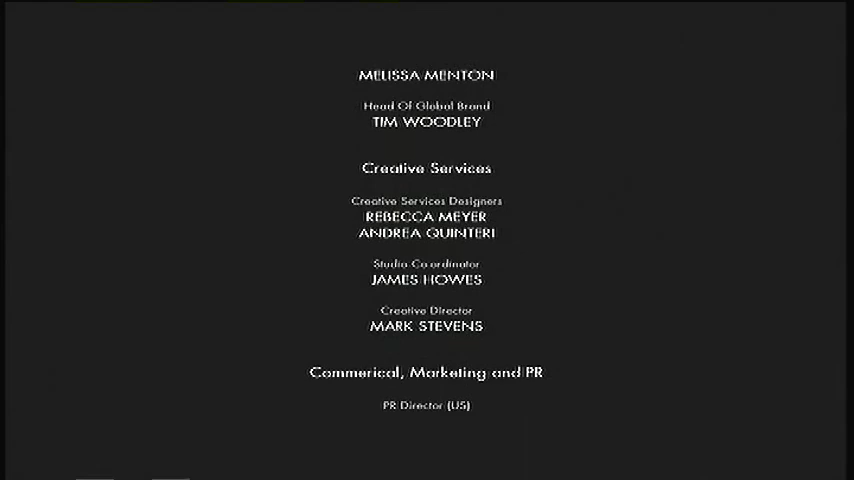 MELISSA MENTON
Head Of Global Brand
TIM WOODLEY
Creative Services
Creative Services Designers
REBECCA MEYER
ANDREA QUINTERI
Studio Co-ordinator
JAMES HOWES
Creative Director
MARK STEVENS
Commerical, Marketing and PR
PR Director (US)